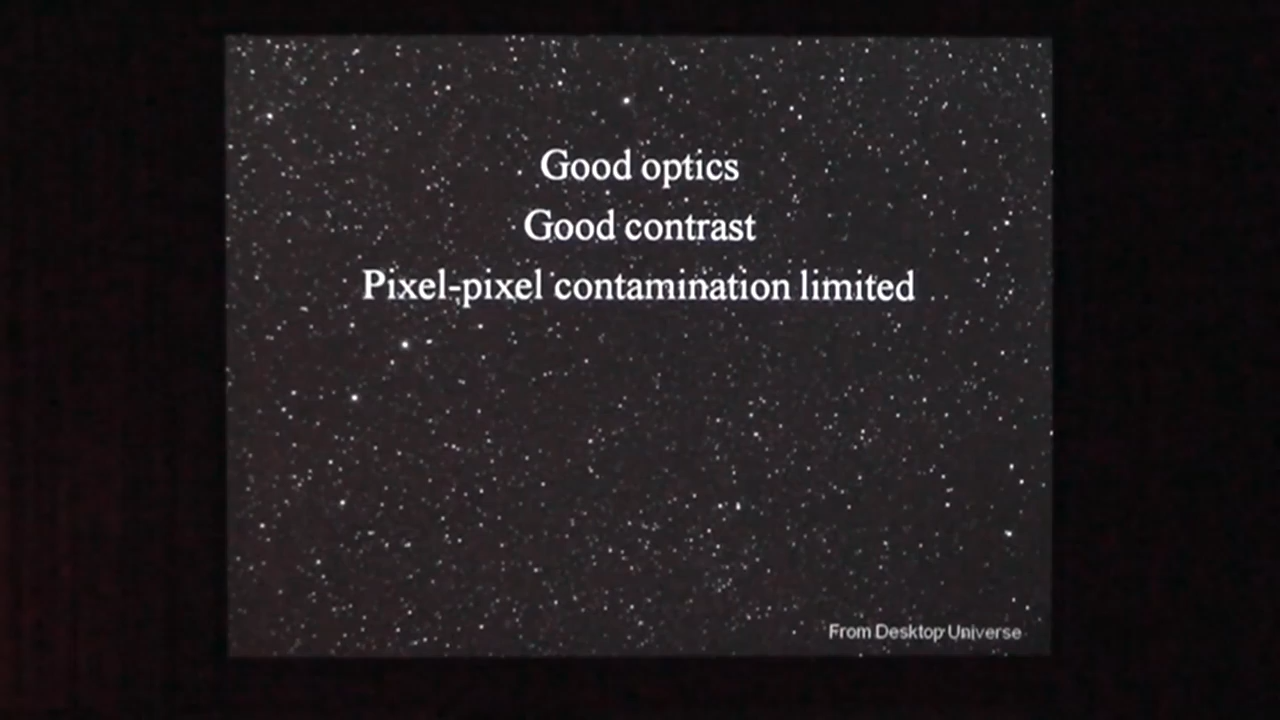 Good optics
Good contrast
Pixel-pixel contamination limited
From Desktop Universe